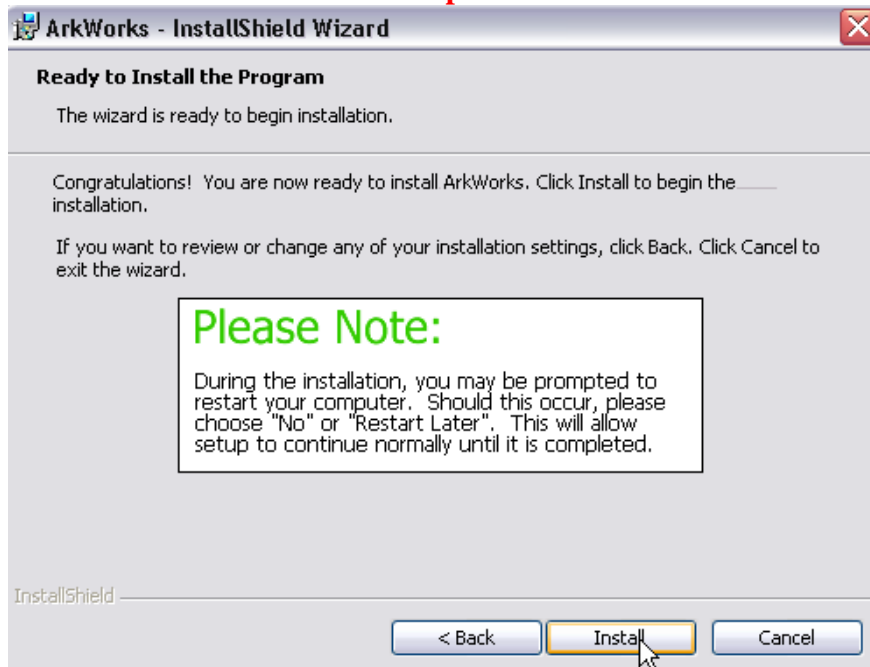 ArkWorks - InstallShield Wizard
Ready to Install the Program
The wizard is ready to begin installation.
Congratulations! You are now ready to install ArkWorks. Click Install to begin the
installation.
If you want to review or change any of your installation settings, click Back. Click Cancel to
exit the wizard.
Please Note:
During the installation, you may be prompted to
restart your computer. Should this occur, please
choose "No" or "Restart Later". This will allow
setup to continue normally until it is completed.
InstallShield
< Back Install Cancel